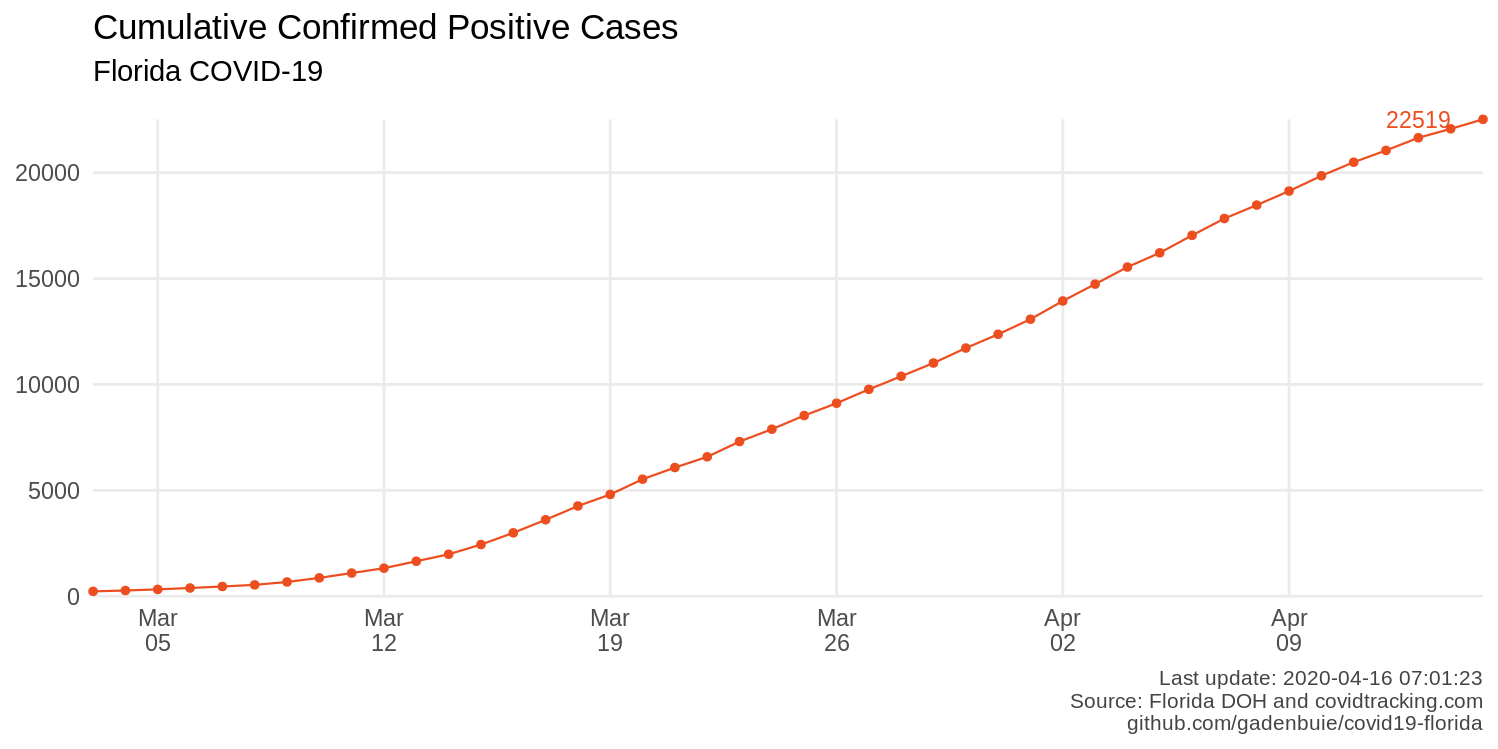 Cumulative Confirmed Positive Cases
Florida COVID-19
22519
20000
15000
10000
5000
0
Mar Mar Mar Mar Apr Apr
05 12 19 26 02 09
Last update: 2020-04-16 07:01:23
Source: Florida DOH and covidtracking.com
github.com/gadenbuie/covid19-florida